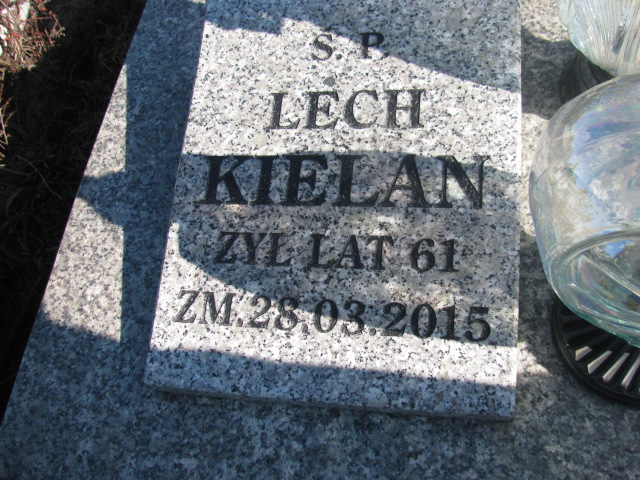 Ś. P.
LECH
KIELAN
ŻYŁ LAT 61
ZM. 28.03.2015